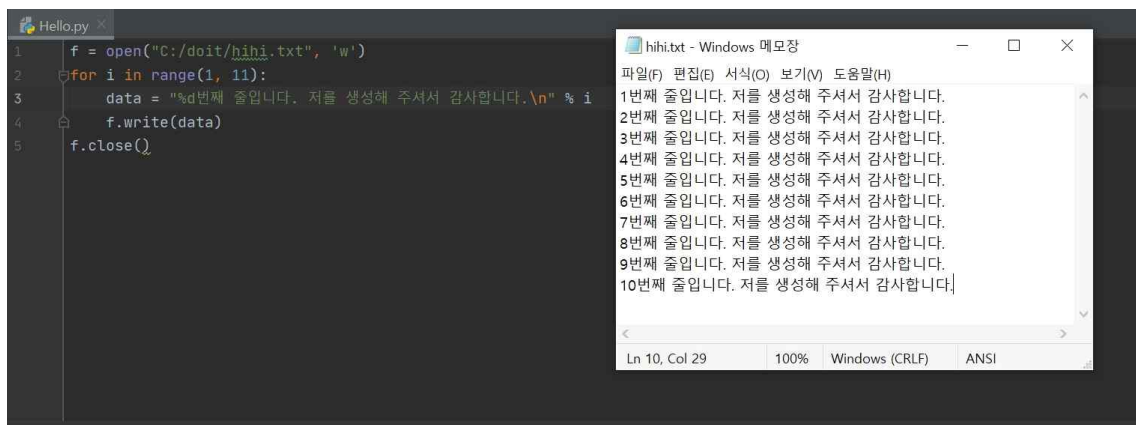 Hello.py
1 f = open("C:/doit/hihi.txt", 'w')
2 for i in range(1, 11):
3 data = "%d번째 줄입니다. 저를 생성해 주셔서 감사합니다.\n" % i
4 f.write(data)
5 f.close()
hihi.txt - Windows 메모장
파일(F) 편집(E) 서식(O) 보기(V) 도움말(H)
1번째 줄입니다. 저를 생성해 주셔서 감사합니다.
2번째 줄입니다. 저를 생성해 주셔서 감사합니다.
3번째 줄입니다. 저를 생성해 주셔서 감사합니다.
4번째 줄입니다. 저를 생성해 주셔서 감사합니다.
5번째 줄입니다. 저를 생성해 주셔서 감사합니다.
6번째 줄입니다. 저를 생성해 주셔서 감사합니다.
7번째 줄입니다. 저를 생성해 주셔서 감사합니다.
8번째 줄입니다. 저를 생성해 주셔서 감사합니다.
9번째 줄입니다. 저를 생성해 주셔서 감사합니다.
10번째 줄입니다. 저를 생성해 주셔서 감사합니다.
Ln 10, Col 29 100% Windows (CRLF) ANSI